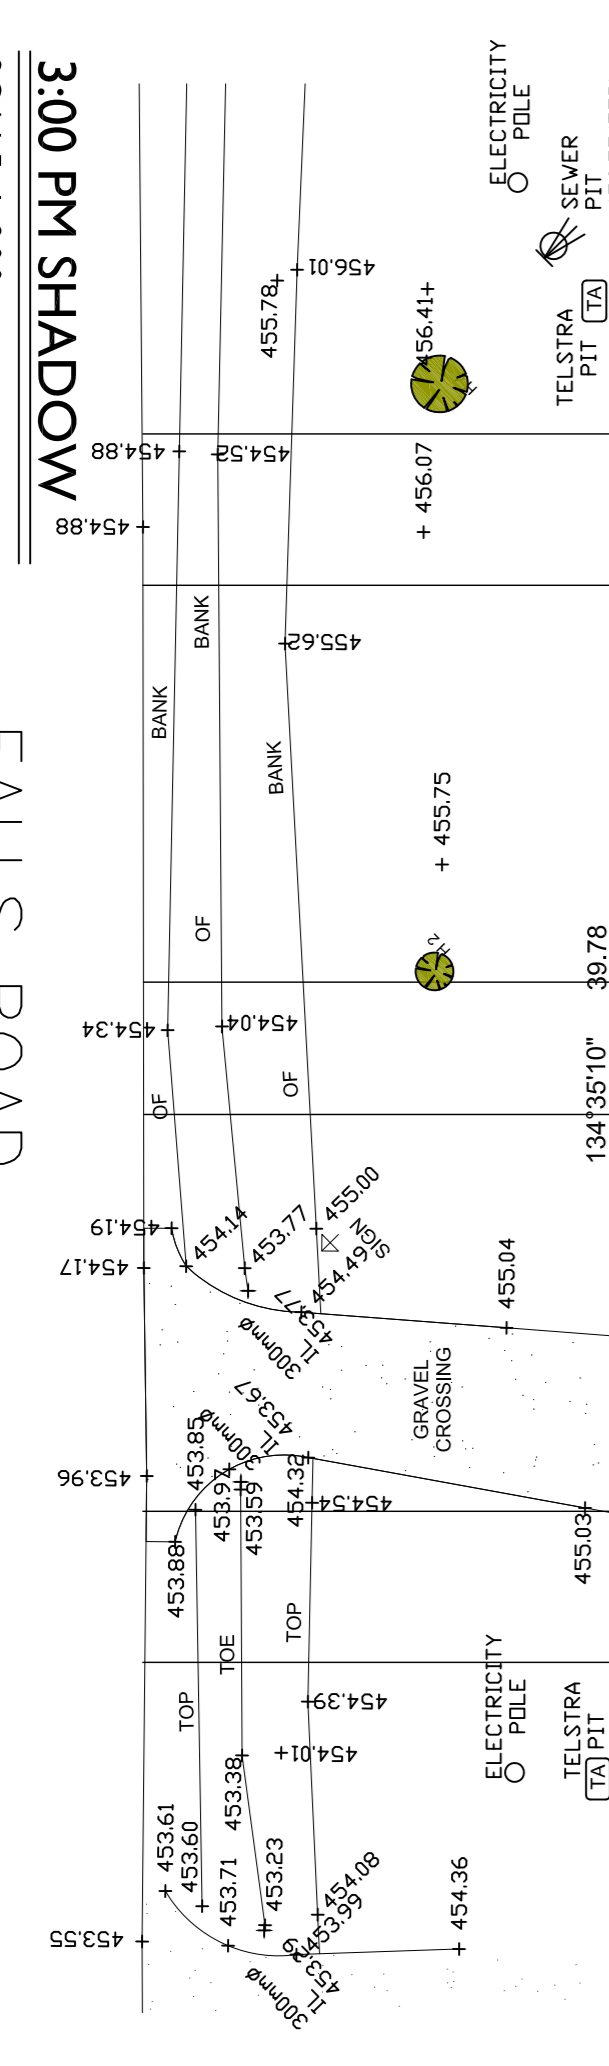 3:00 PM SHADOW
FALLS ROAD
ELECTRICITY
POLE
SEWER
PIT
TELSTRA
PIT
TA
456.01
455.78
456.41
454.88
454.52
456.07
454.88
BANK
455.62
BANK
BANK
455.75
OF
39.78
454.34
454.04
OF
OF
134°35'10"
454.19
454.14
453.77
455.00
SIGN
454.17
454.49
455.04
453.77
IL
300mmø
GRAVEL
CROSSING
453.67
IL
300mmø
453.85
453.96
453.59
454.32
454.54
455.03
453.88
TOP
TOE
TOP
454.39
ELECTRICITY
POLE
TELSTRA
PIT
TA
454.01
453.38
453.61
453.60
453.71
453.23
454.08
453.99
454.36
453.55
IL
300mmø